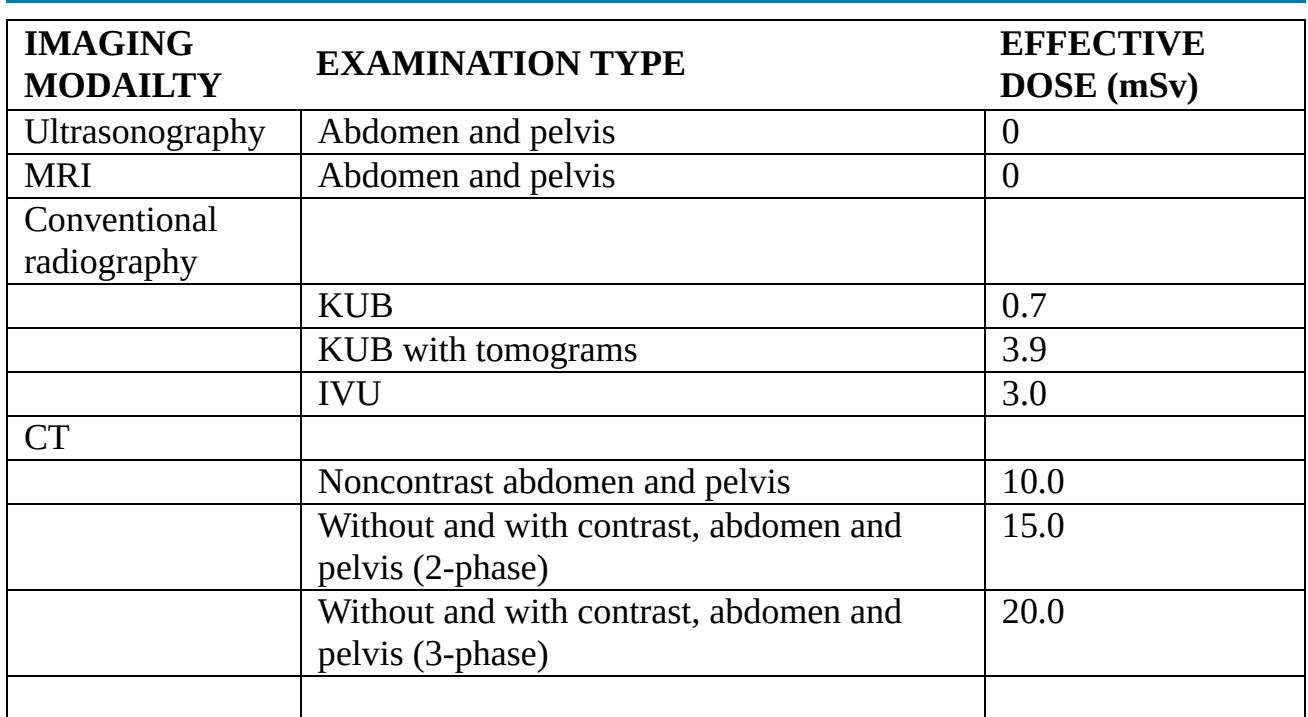 IMAGING
MODAILTY
EXAMINATION TYPE
EFFECTIVE
DOSE (mSv)
Ultrasonography Abdomen and pelvis 0
MRI Abdomen and pelvis 0
Conventional
radiography
KUB 0.7
KUB with tomograms 3.9
IVU 3.0
CT
Noncontrast abdomen and pelvis 10.0
Without and with contrast, abdomen and 15.0
pelvis (2-phase)
Without and with contrast, abdomen and 20.0
pelvis (3-phase)